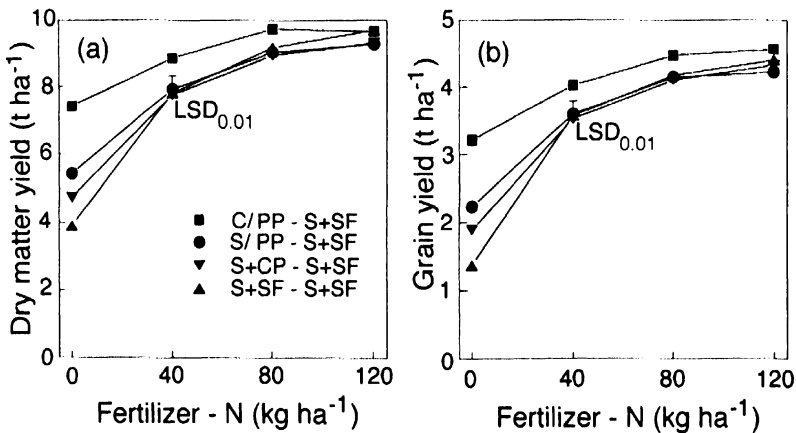 (a)
Dry matter yield (t ha-1)
10
8
6
4
2
0
LSD0.01
C/PP - S+SF
S/PP - S+SF
S+CP - S+SF
S+SF - S+SF
0 40 80 120
Fertilizer - N (kg ha-1)
(b)
Grain yield (t ha-1)
5
4
3
2
1
0
LSD0.01
0 40 80 120
Fertilizer - N (kg ha-1)